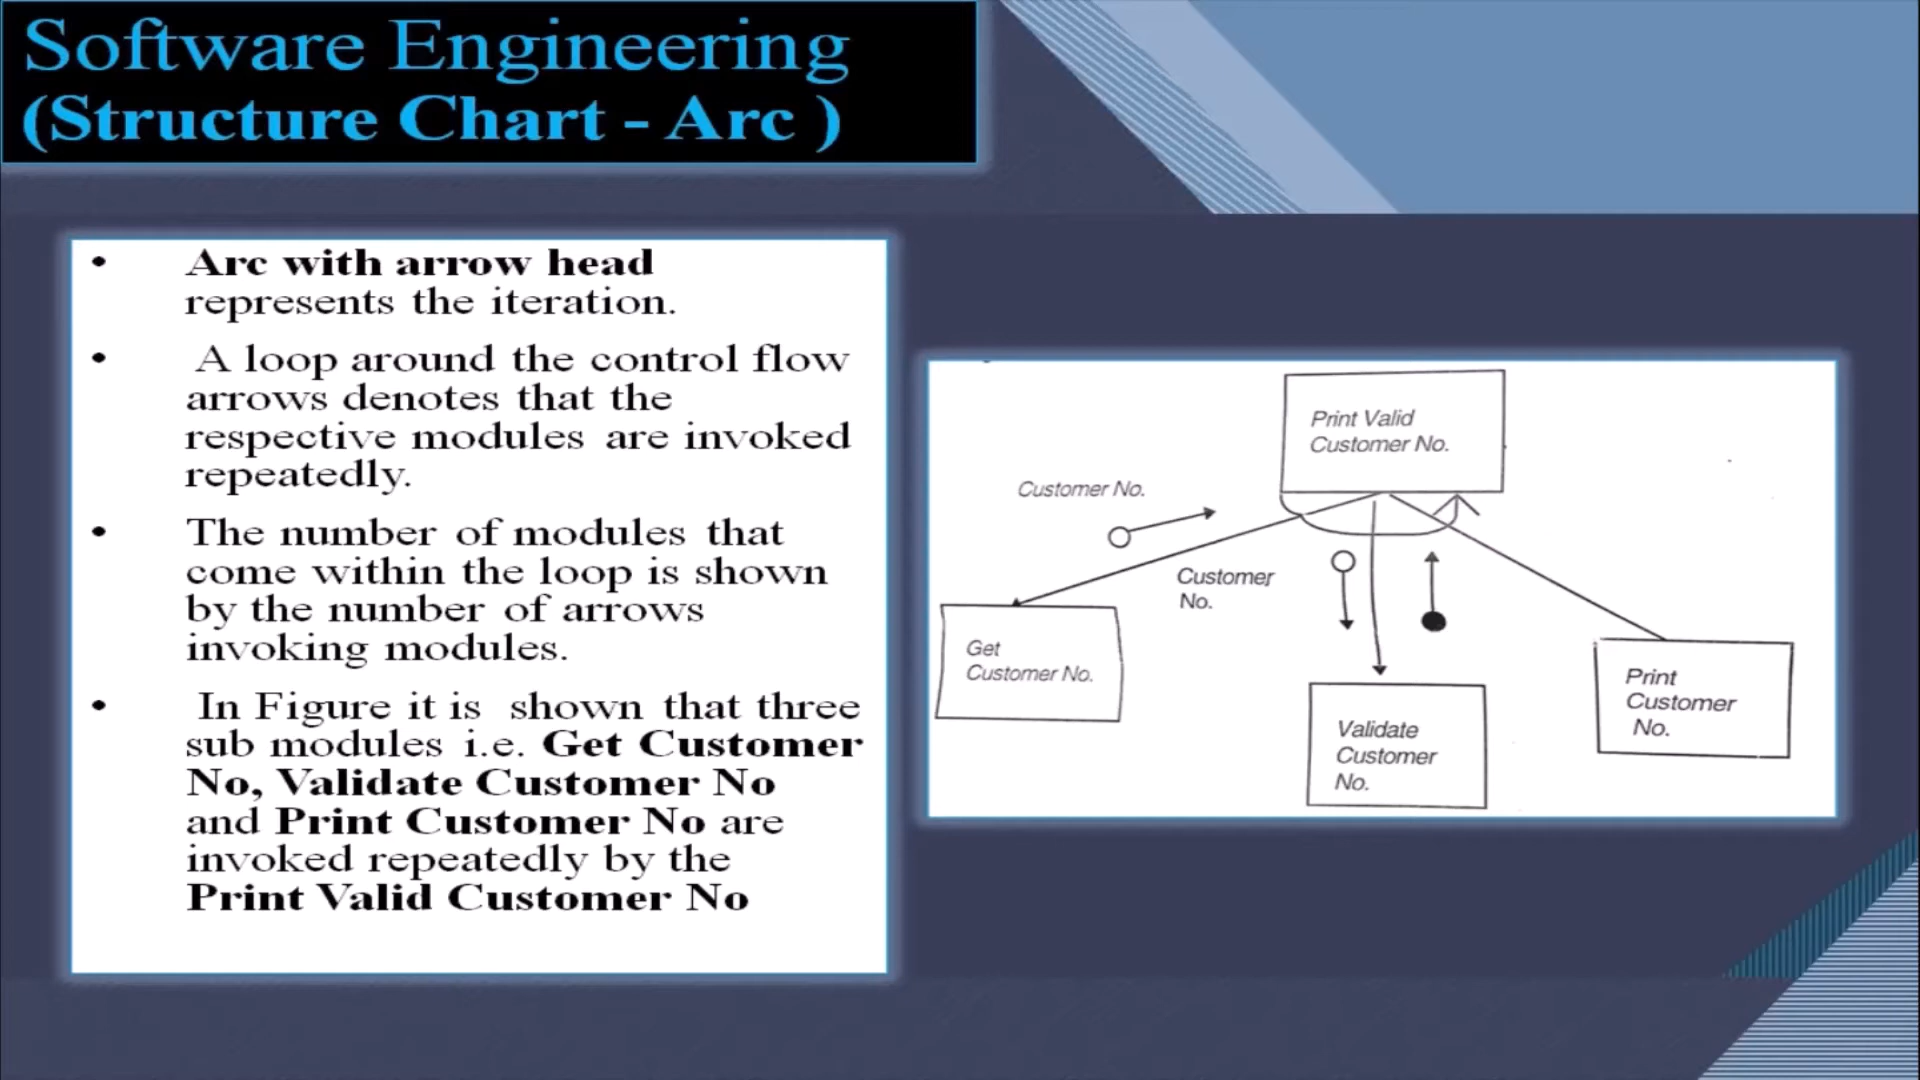 Software Engineering
(Structure Chart - Arc )
• Arc with arrow head
represents the iteration.
• A loop around the control flow
arrows denotes that the
respective modules are invoked
repeatedly.
• The number of modules that
come within the loop is shown
by the number of arrows
invoking modules.
• In Figure it is shown that three
sub modules i.e. Get Customer
No, Validate Customer No
and Print Customer No are
invoked repeatedly by the
Print Valid Customer No
Print Valid
Customer No.
Customer No.
Customer
No.
Get
Customer No.
Validate
Customer
No.
Print
Customer
No.